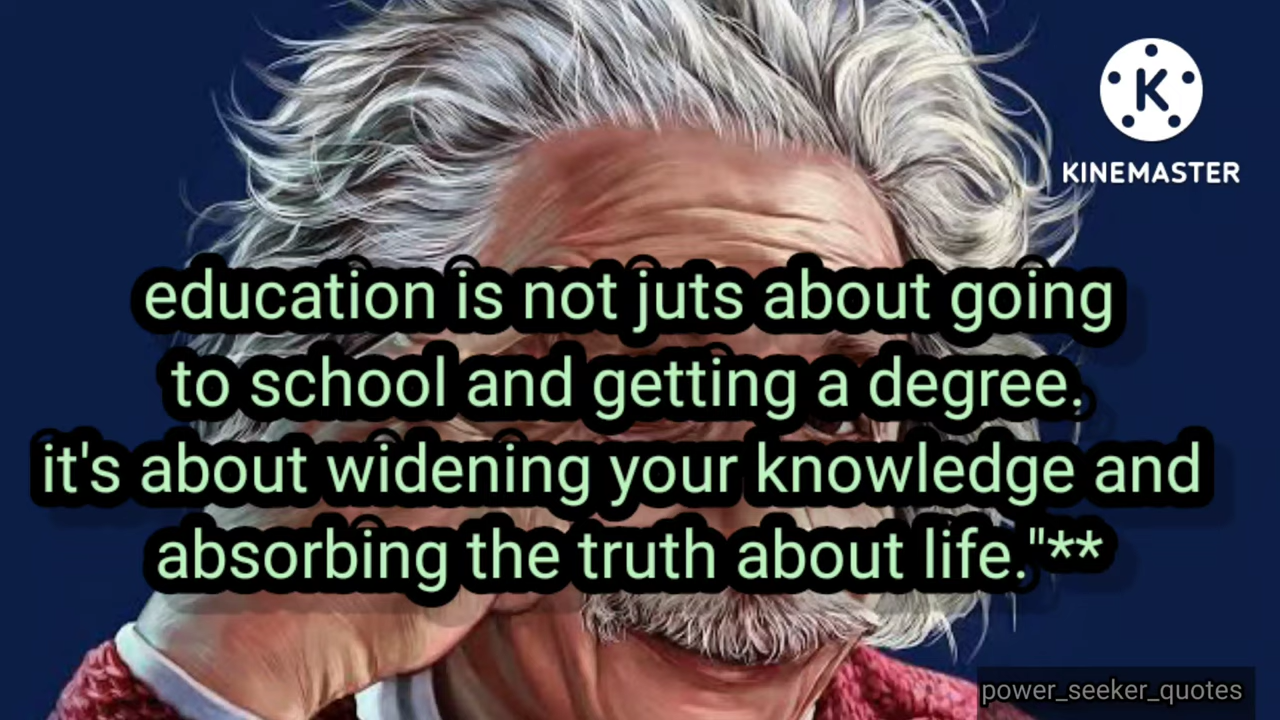 K
KINEMASTER
education is not juts about going
to school and getting a degree.
it's about widening your knowledge and
absorbing the truth about life."**
power_seeker_quotes